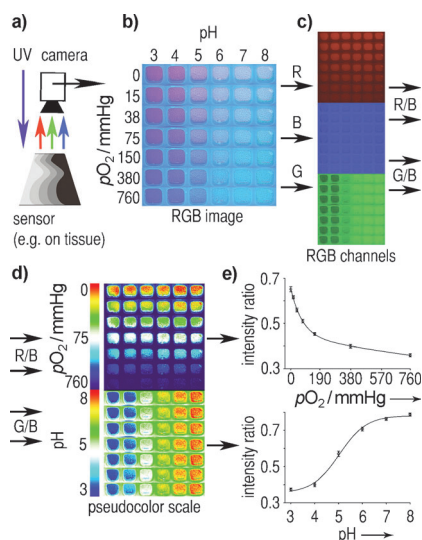 a)
UV camera
sensor
(e.g. on tissue)
b)
pH
3 4 5 6 7 8
pO2/mmHg
0
15
38
75
150
380
760
RGB image
R
B
G
c)
R/B
G/B
RGB channels
d)
pO2/mmHg
0
75
760
R/B
G/B
pH
8
5
3
pseudocolor scale
e)
intensity ratio
0.7
0.5
0.3
0 190 380 570 760
pO2/mmHg
intensity ratio
0.7
0.5
0.3
3 4 5 6 7 8
pH